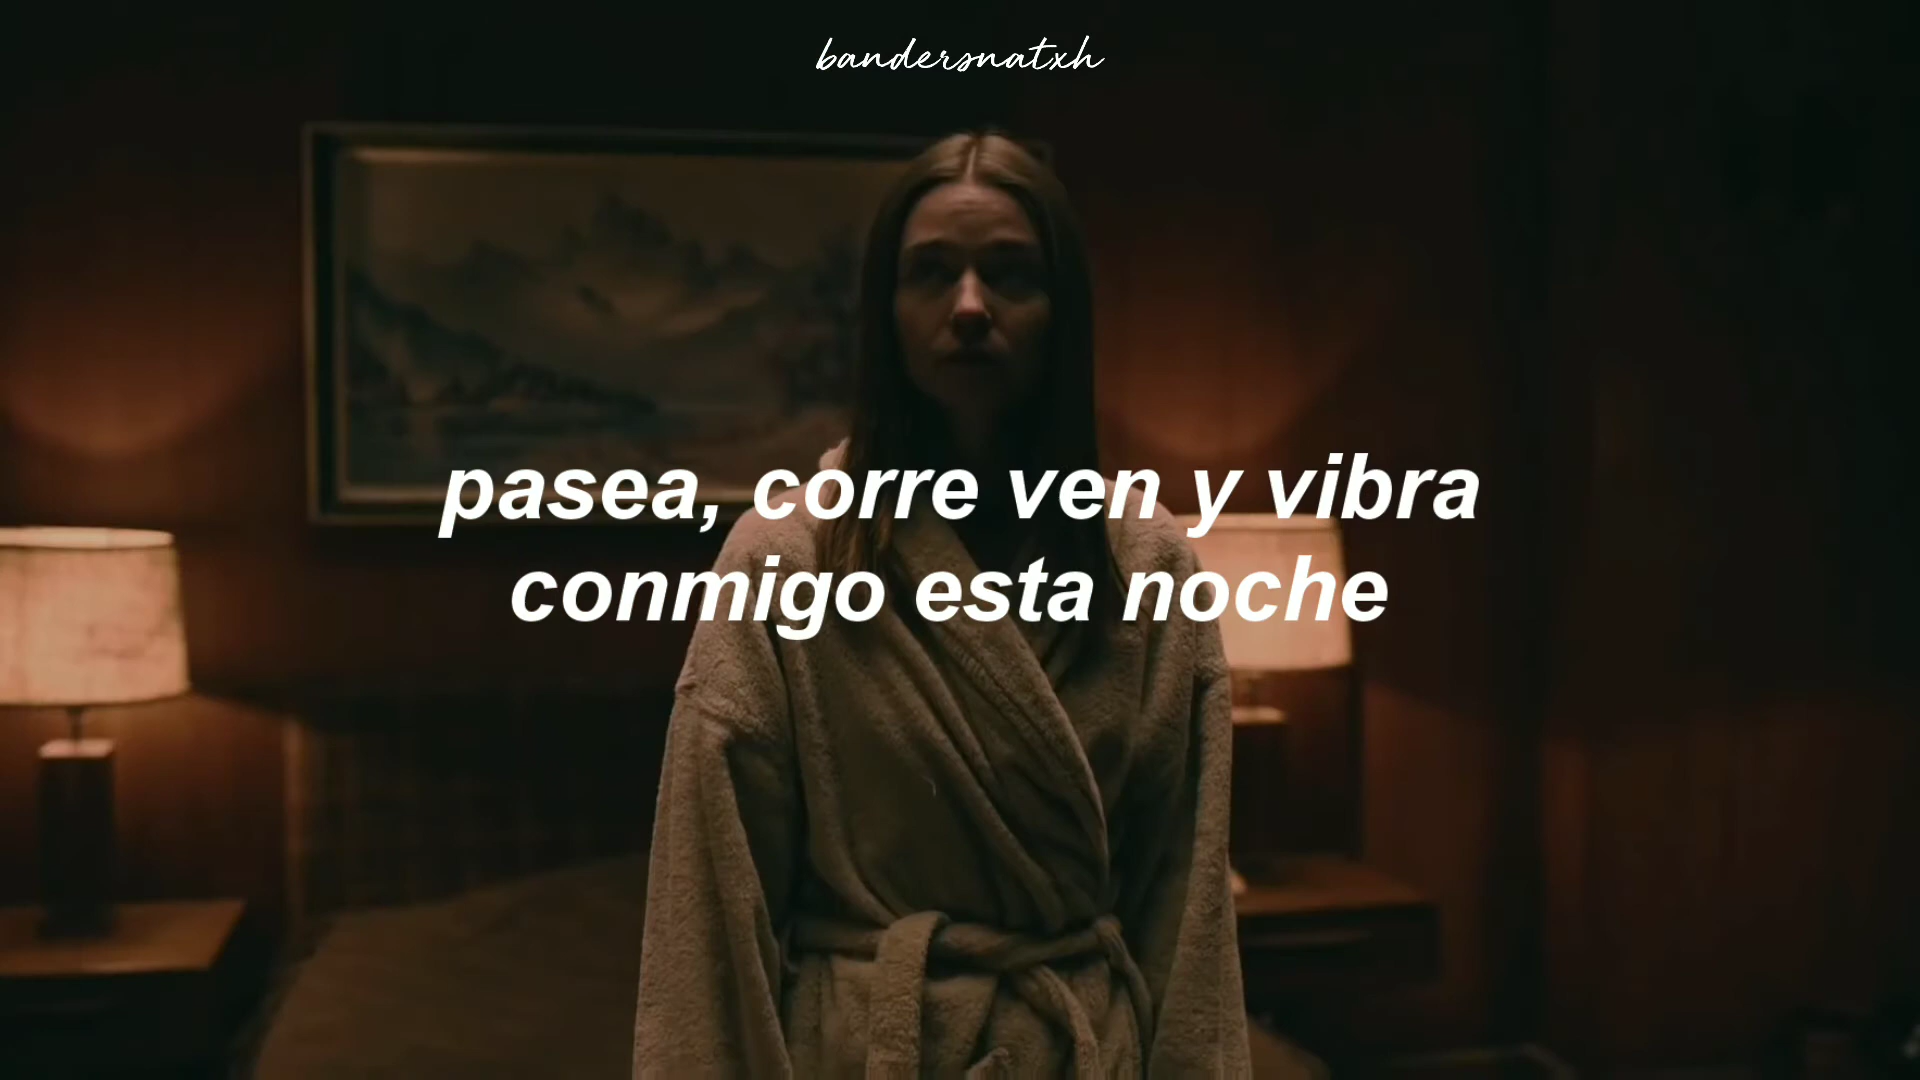 bandersnatxh
pasea, corre ven y vibra
conmigo esta noche